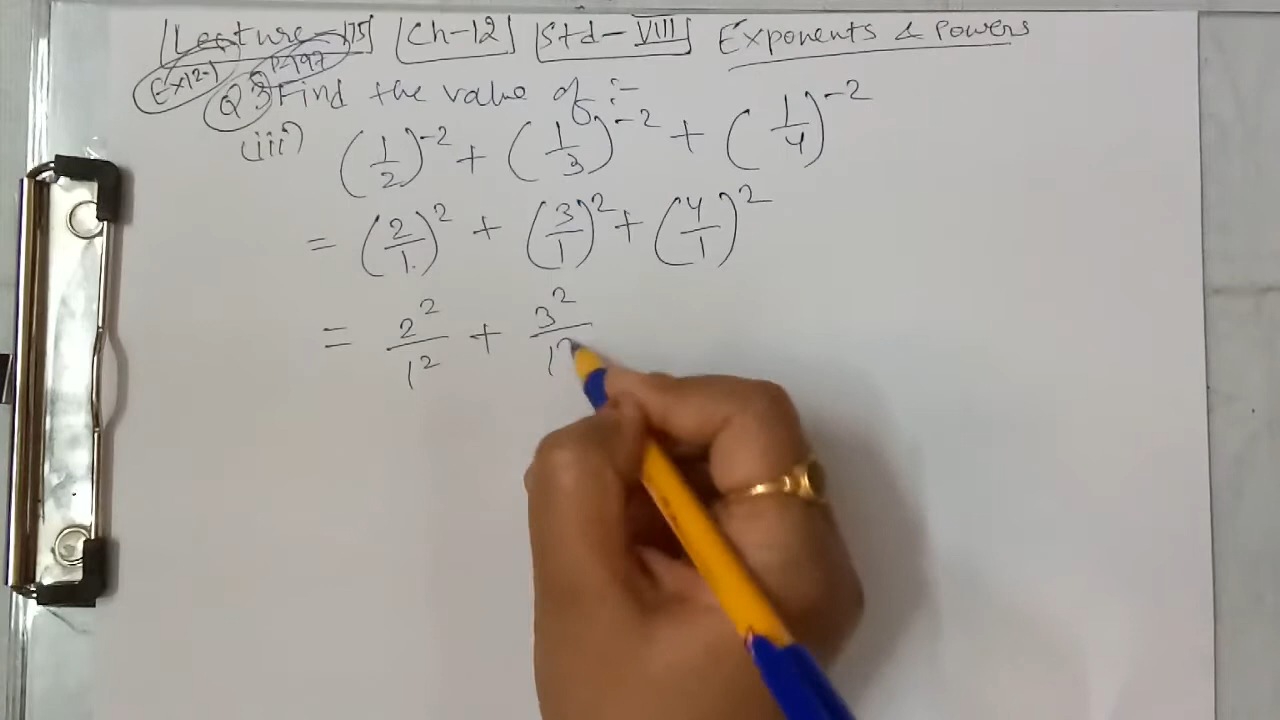 Lecture-175 Ch-12 Std-VIII Exponents & Powers
Ex12.1 P-197
Q3 Find the value of :-
(iii) (1/2)^-2 + (1/3)^-2 + (1/4)^-2
= (2/1)^2 + (3/1)^2 + (4/1)^2
= 2^2/1^2 + 3^2/1^2